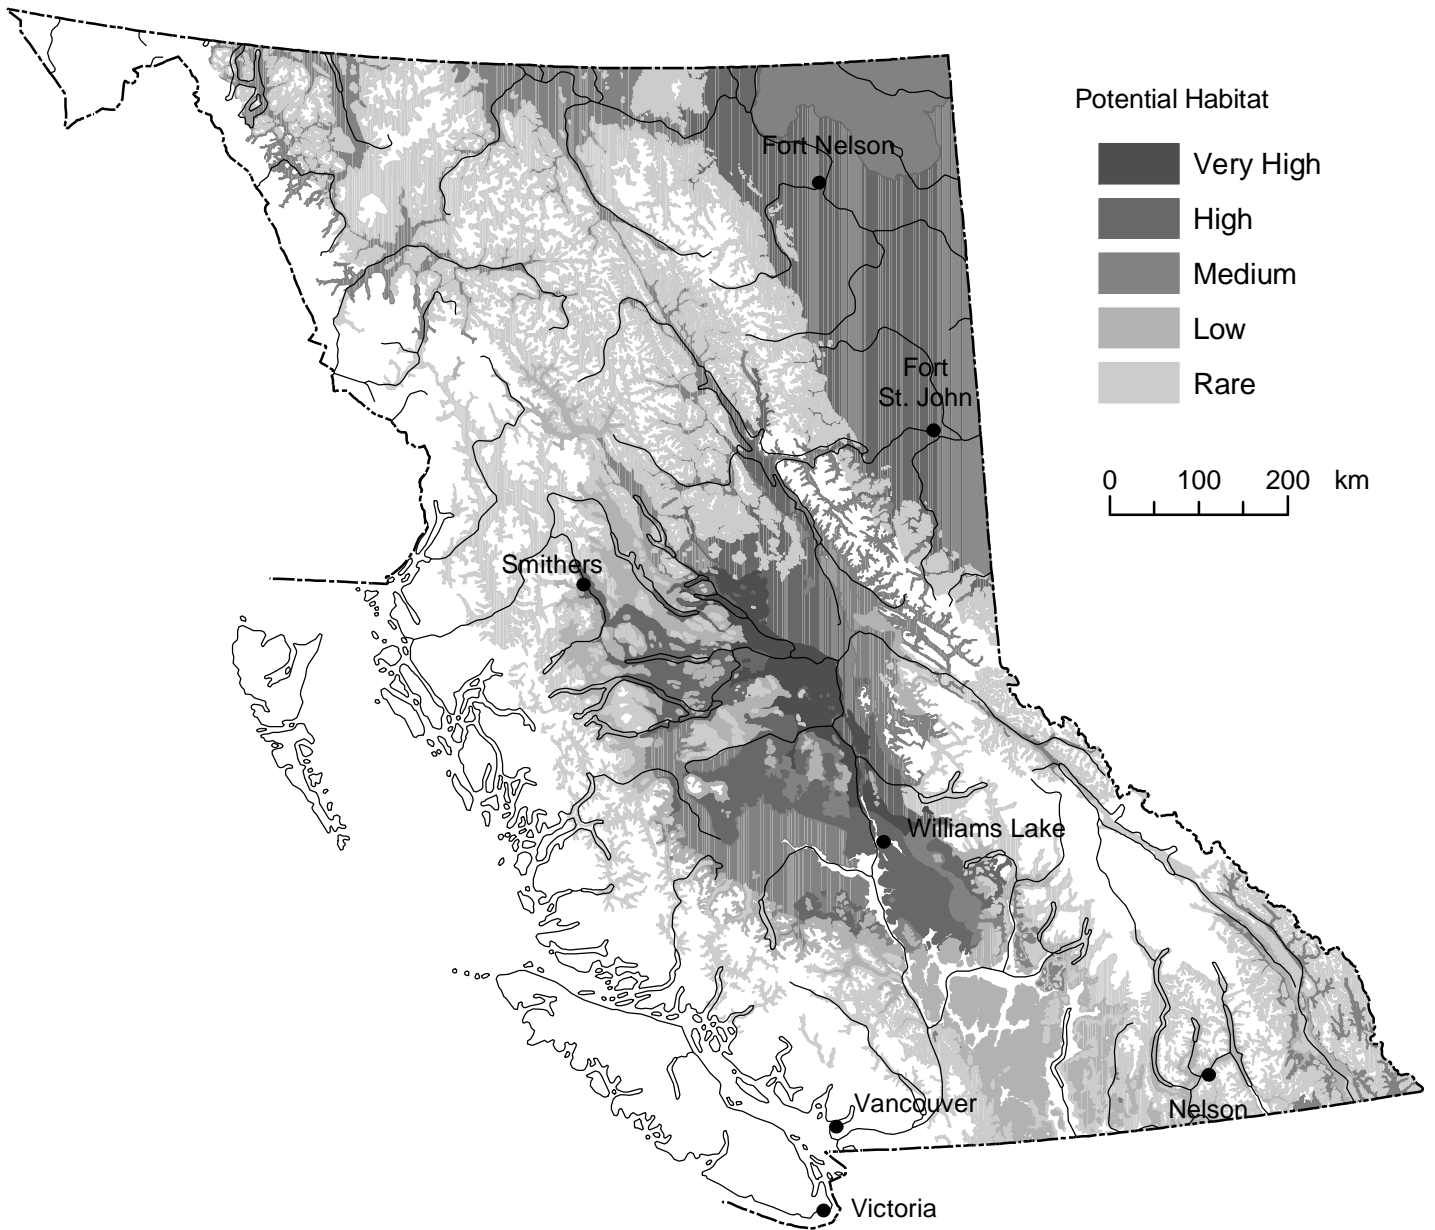 Potential Habitat
Very High
High
Medium
Low
Rare
0 100 200 km
Fort Nelson
Fort
St. John
Smithers
Williams Lake
Vancouver
Nelson
Victoria